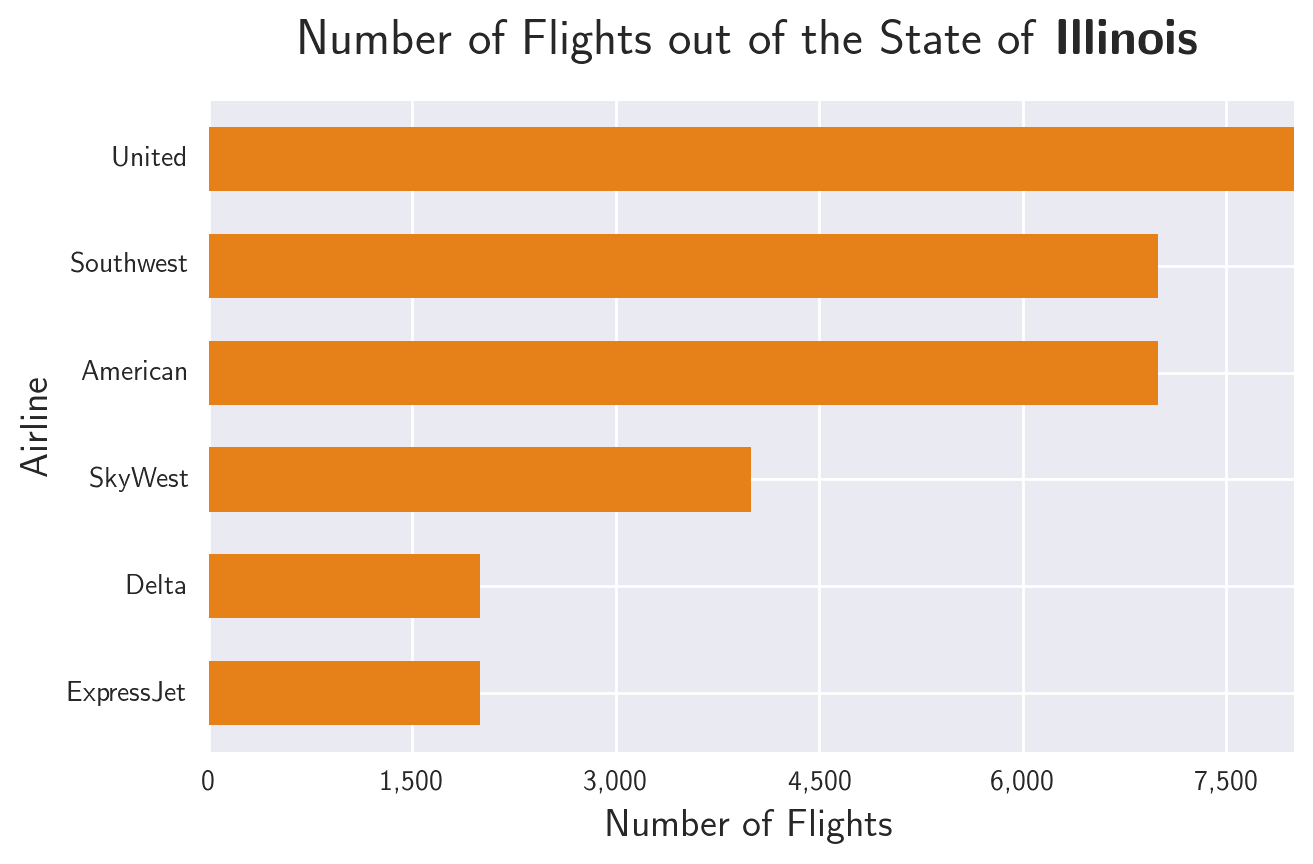 Number of Flights out of the State of Illinois
United
Southwest
American
SkyWest
Delta
ExpressJet
Airline
0 1,500 3,000 4,500 6,000 7,500
Number of Flights